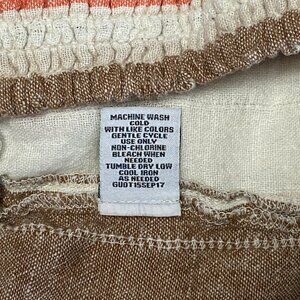 MACHINE WASH
COLD
WITH LIKE COLORS
GENTLE CYCLE
USE ONLY
NON-CHLORINE
BLEACH WHEN
NEEDED
TUMBLE DRY LOW
COOL IRON
AS NEEDED
GUOT15SEP17